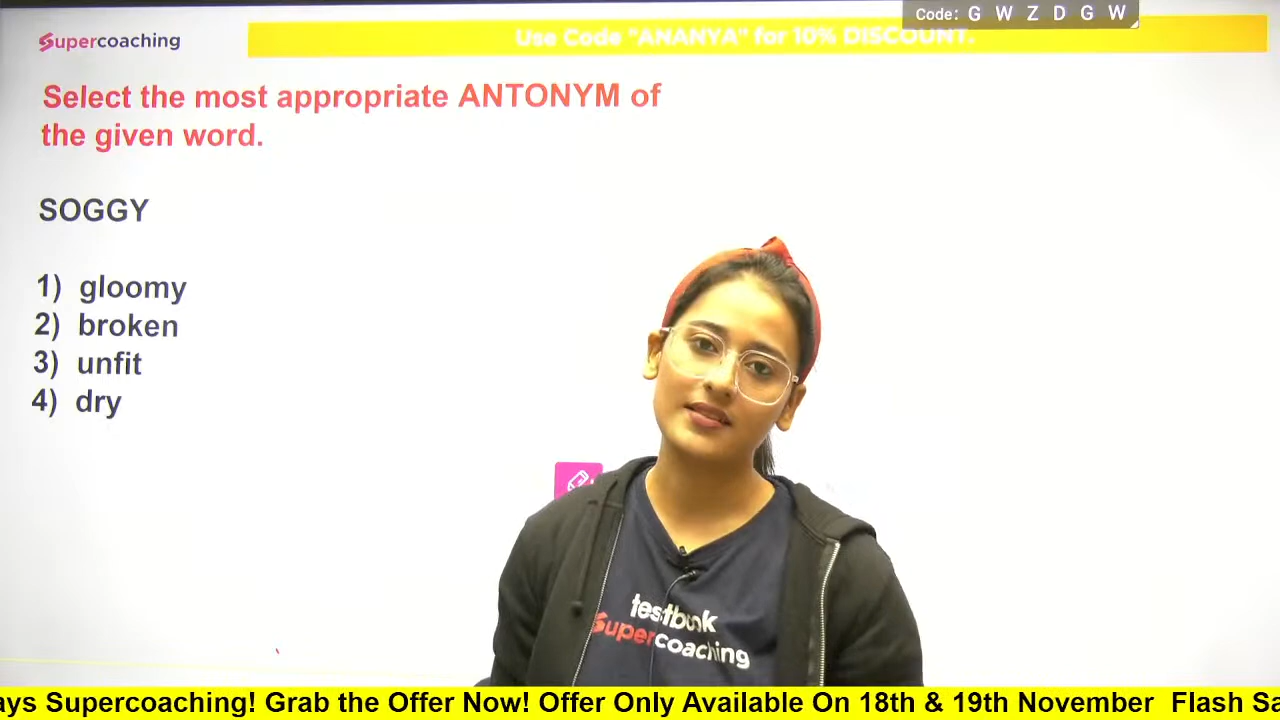 Code: G W Z D G W
Supercoaching
Use Code "ANANYA" for 10% DISCOUNT.
Select the most appropriate ANTONYM of
the given word.
SOGGY
1) gloomy
2) broken
3) unfit
4) dry
testbook
Supercoaching
ays Supercoaching! Grab the Offer Now! Offer Only Available On 18th & 19th November Flash Sa